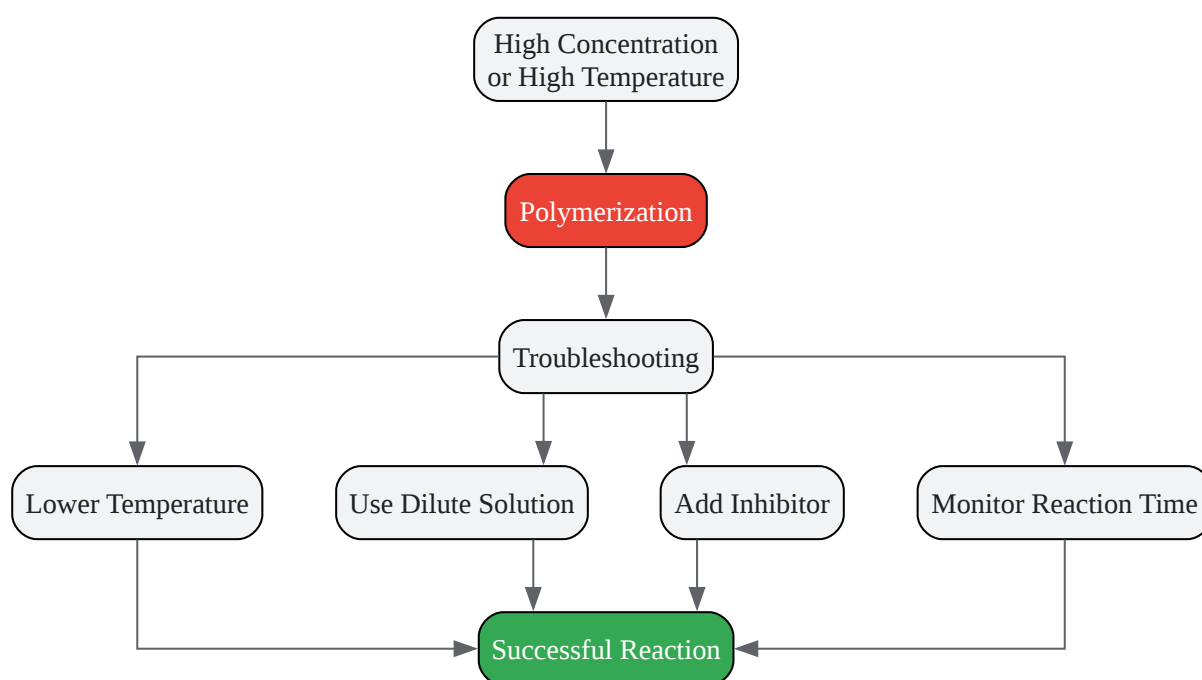 High Concentration
or High Temperature
Polymerization
Troubleshooting
Lower Temperature
Use Dilute Solution
Add Inhibitor
Monitor Reaction Time
Successful Reaction